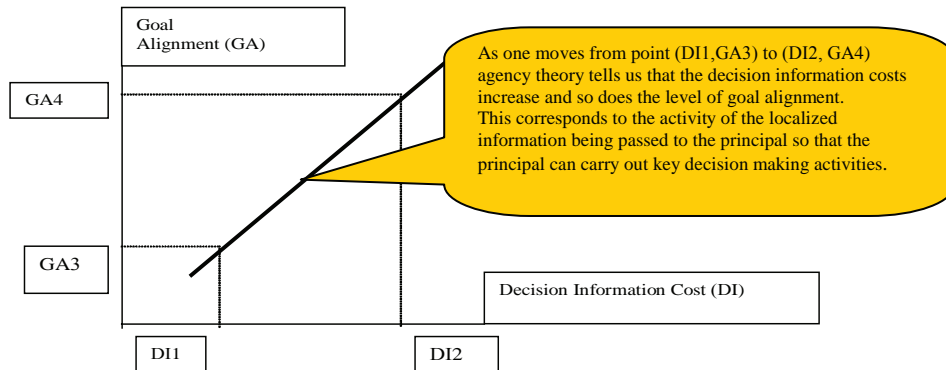 Goal
Alignment (GA)
As one moves from point (DI1,GA3) to (DI2, GA4)
agency theory tells us that the decision information costs
increase and so does the level of goal alignment.
This corresponds to the activity of the localized
information being passed to the principal so that the
principal can carry out key decision making activities.
GA4
GA3
Decision Information Cost (DI)
DI1
DI2